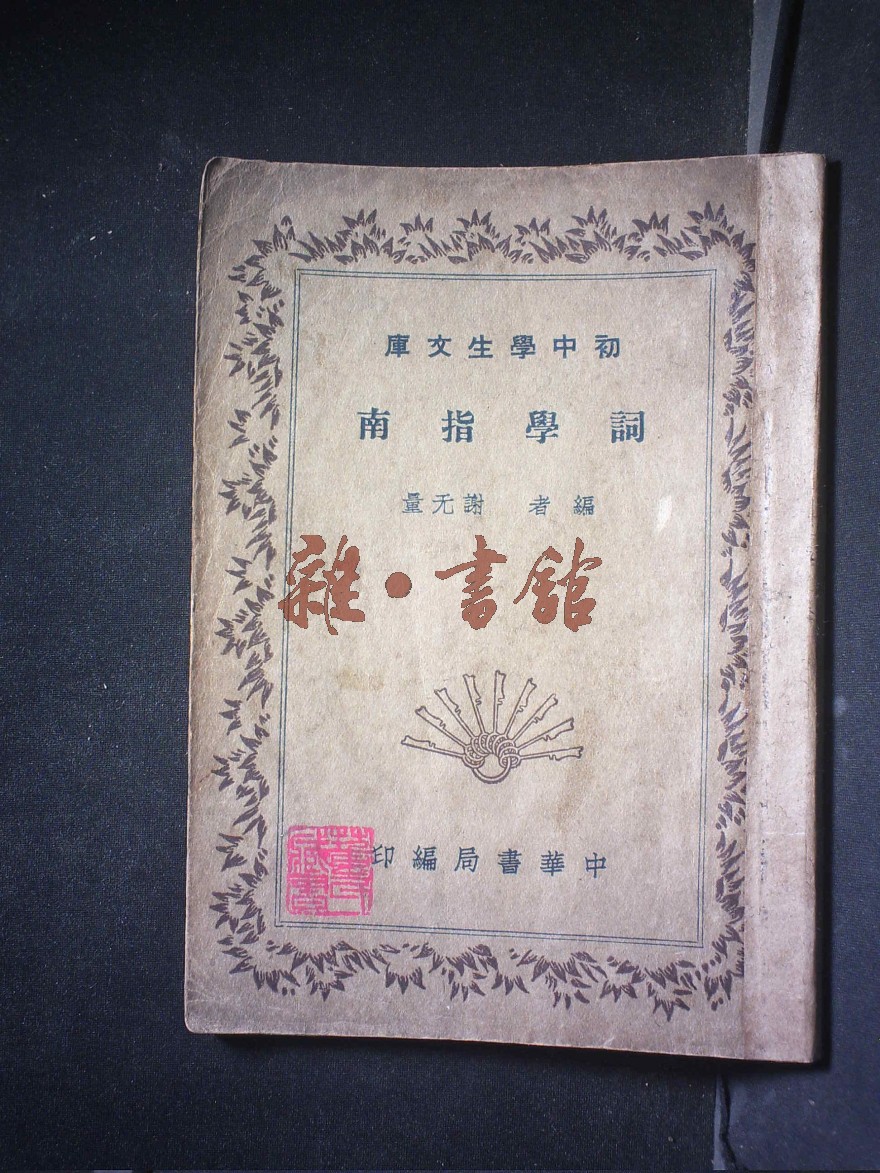 初中學生文庫
詞學指南
編者 謝无量
雜·書館
中華書局編印